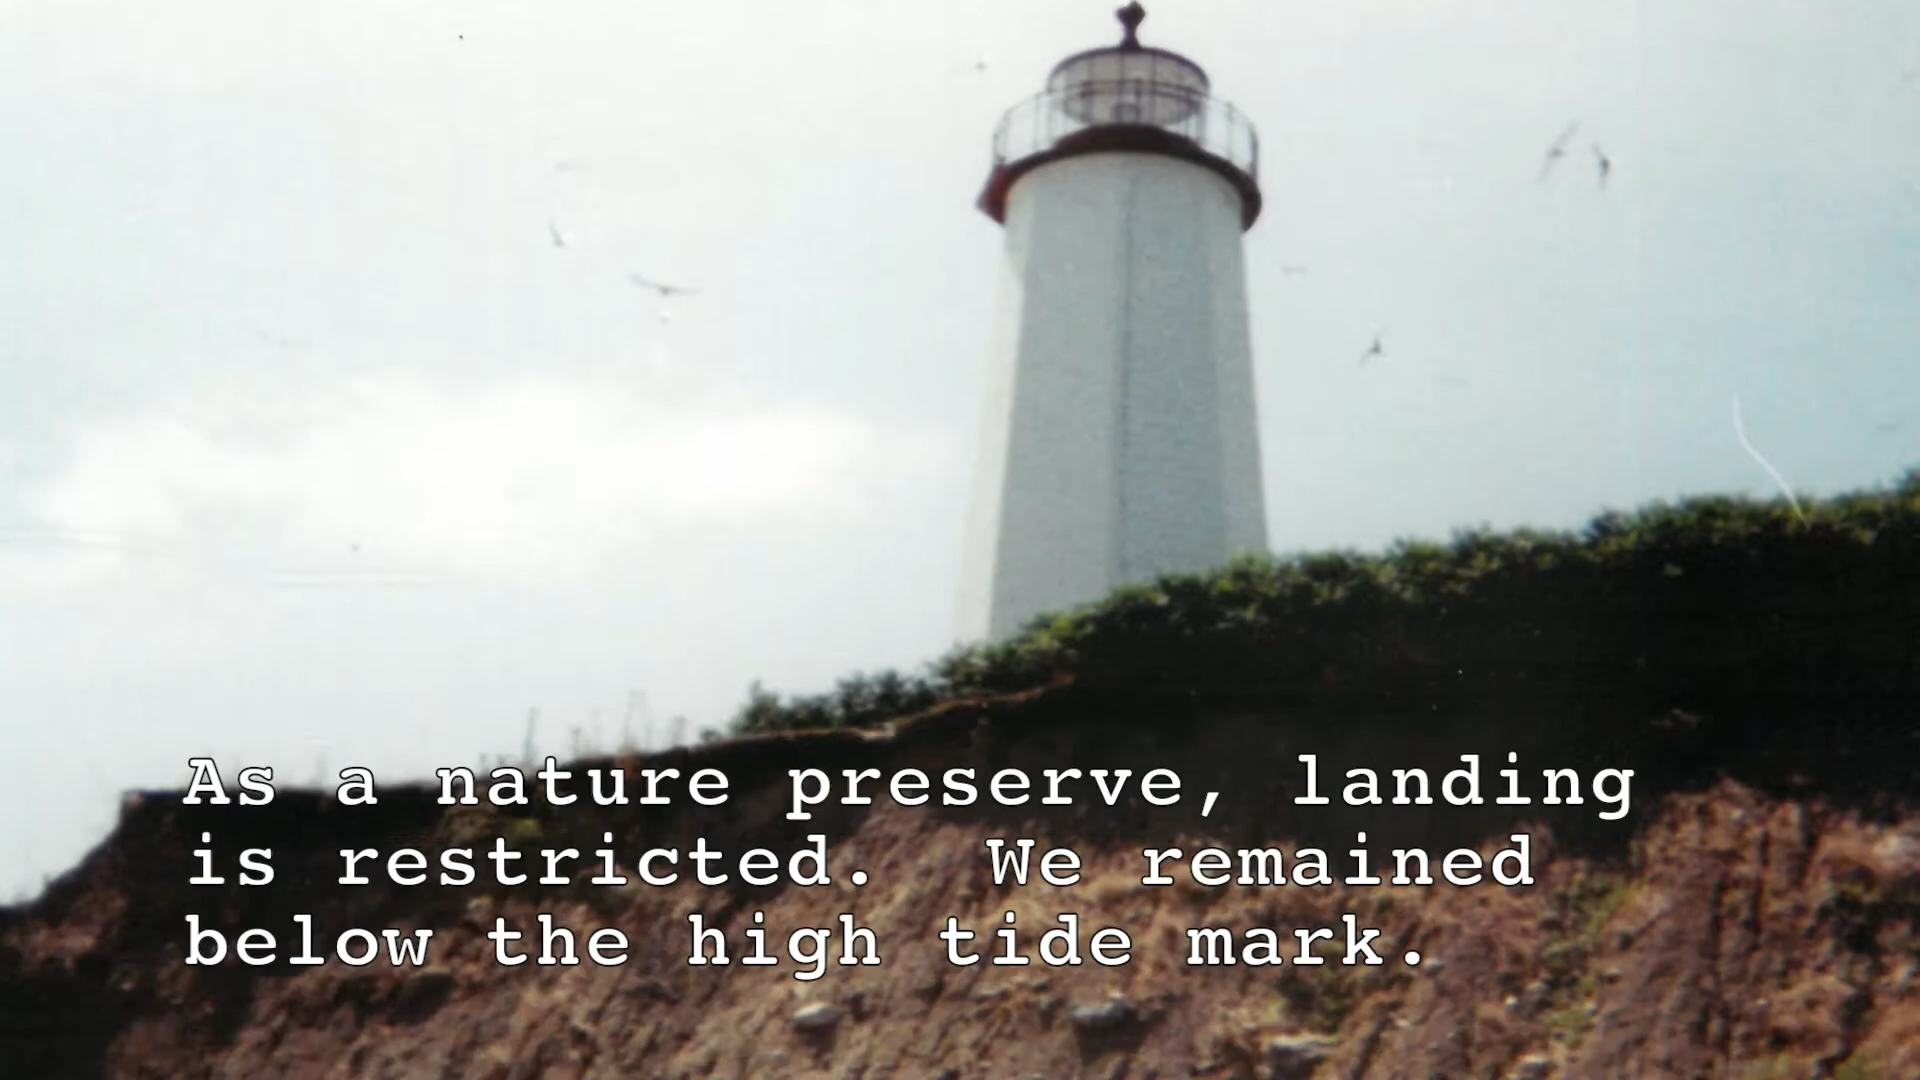 As a nature preserve, landing
is restricted.  We remained
below the high tide mark.